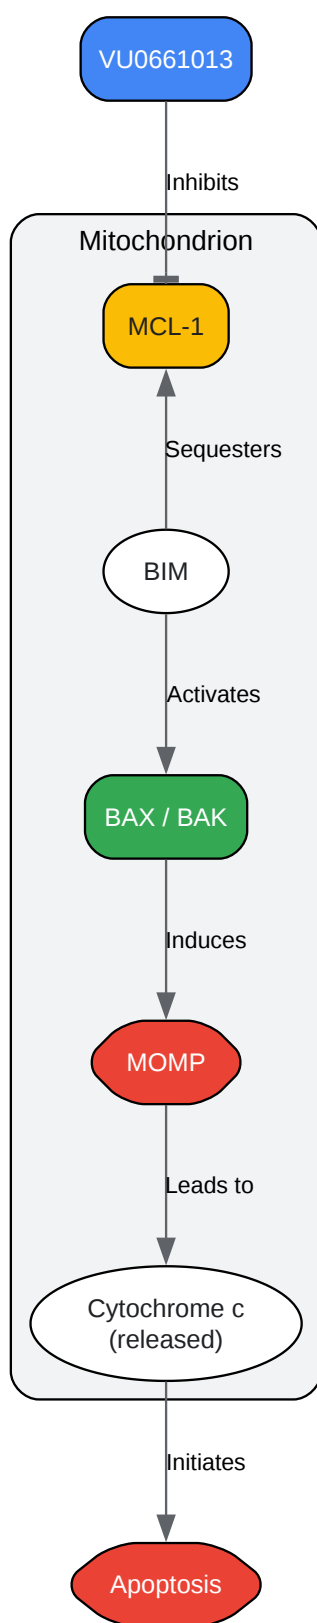 VU0661013
Inhibits
Mitochondrion
MCL-1
Sequesters
BIM
Activates
BAX / BAK
Induces
MOMP
Leads to
Cytochrome c
(released)
Initiates
Apoptosis